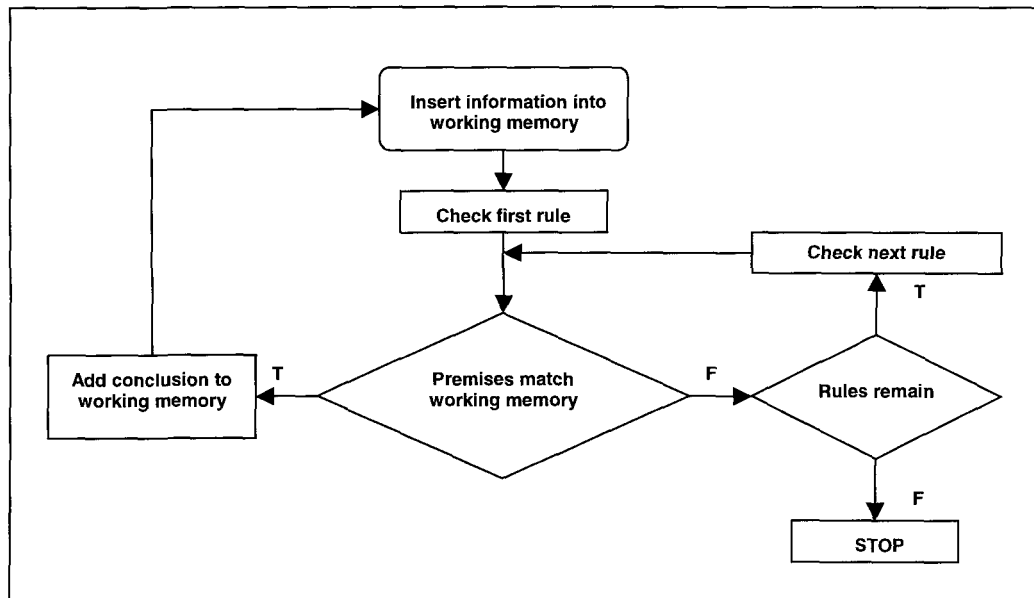 Insert information into
working memory
Check first rule
Check next rule
T
Add conclusion to
working memory
T
Premises match
working memory
F
Rules remain
F
STOP